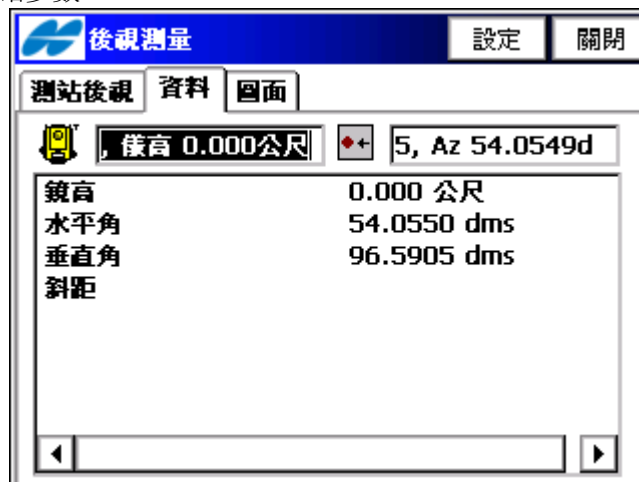 後視測量 設定 關閉
測站後視 資料 圖面
, 儀高 0.000公尺 5, Az 54.0549d
鏡高 0.000 公尺
水平角 54.0550 dms
垂直角 96.5905 dms
斜距